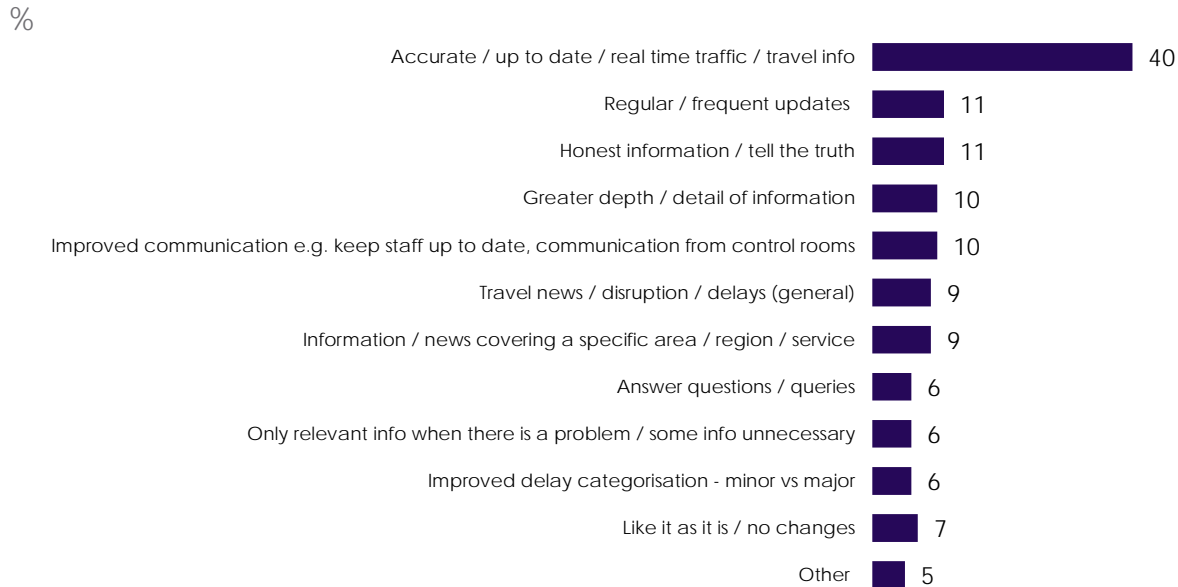 %
Accurate / up to date / real time traffic / travel info 40
Regular / frequent updates 11
Honest information / tell the truth 11
Greater depth / detail of information 10
Improved communication e.g. keep staff up to date, communication from control rooms 10
Travel news / disruption / delays (general) 9
Information / news covering a specific area / region / service 9
Answer questions / queries 6
Only relevant info when there is a problem / some info unnecessary 6
Improved delay categorisation - minor vs major 6
Like it as it is / no changes 7
Other 5